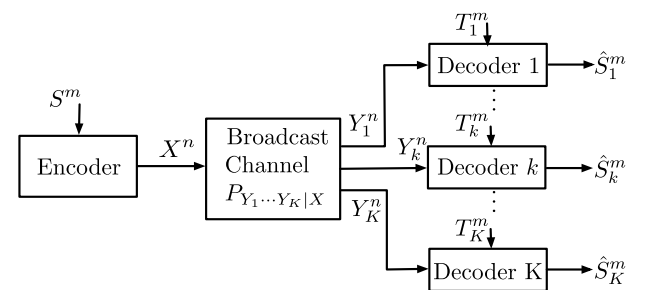 T_1^m
Decoder 1
Ŝ_1^m
S^m
Y_1^n
T_k^m
Encoder
X^n
Broadcast
Channel
P_{Y_1⋯Y_K|X}
Y_k^n
Decoder k
Ŝ_k^m
Y_K^n
T_K^m
Decoder K
Ŝ_K^m